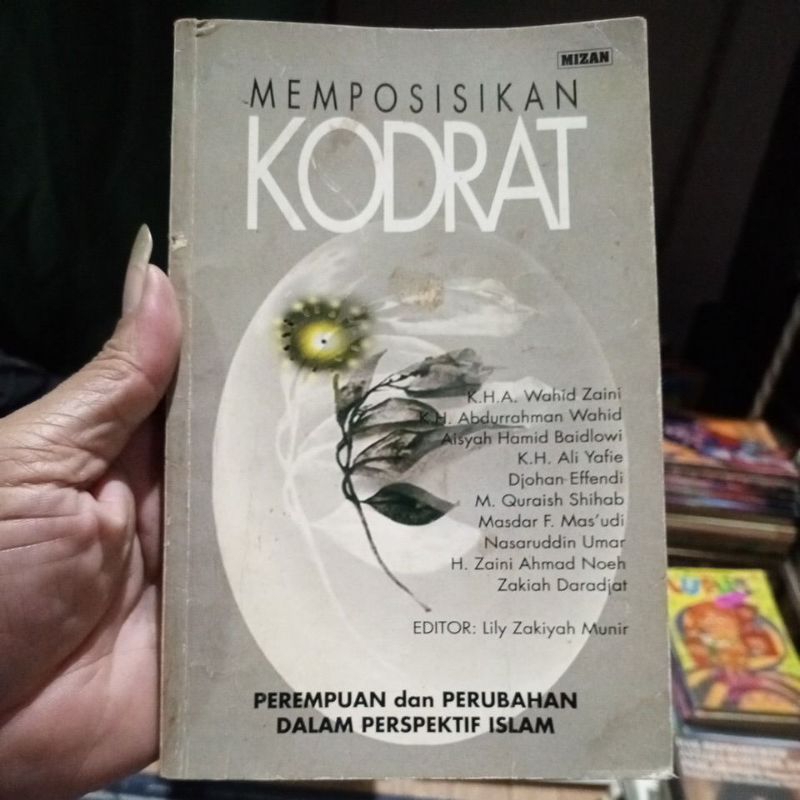 MIZAN
MEMPOSISIKAN
KODRAT
K.H.A. Wahid Zaini
K.H. Abdurrahman Wahid
Aisyah Hamid Baidlowi
K.H. Ali Yafie
Djohan Effendi
M. Quraish Shihab
Masdar F. Mas'udi
Nasaruddin Umar
H. Zaini Ahmad Noeh
Zakiah Daradjat
EDITOR: Lily Zakiyah Munir
PEREMPUAN dan PERUBAHAN
DALAM PERSPEKTIF ISLAM